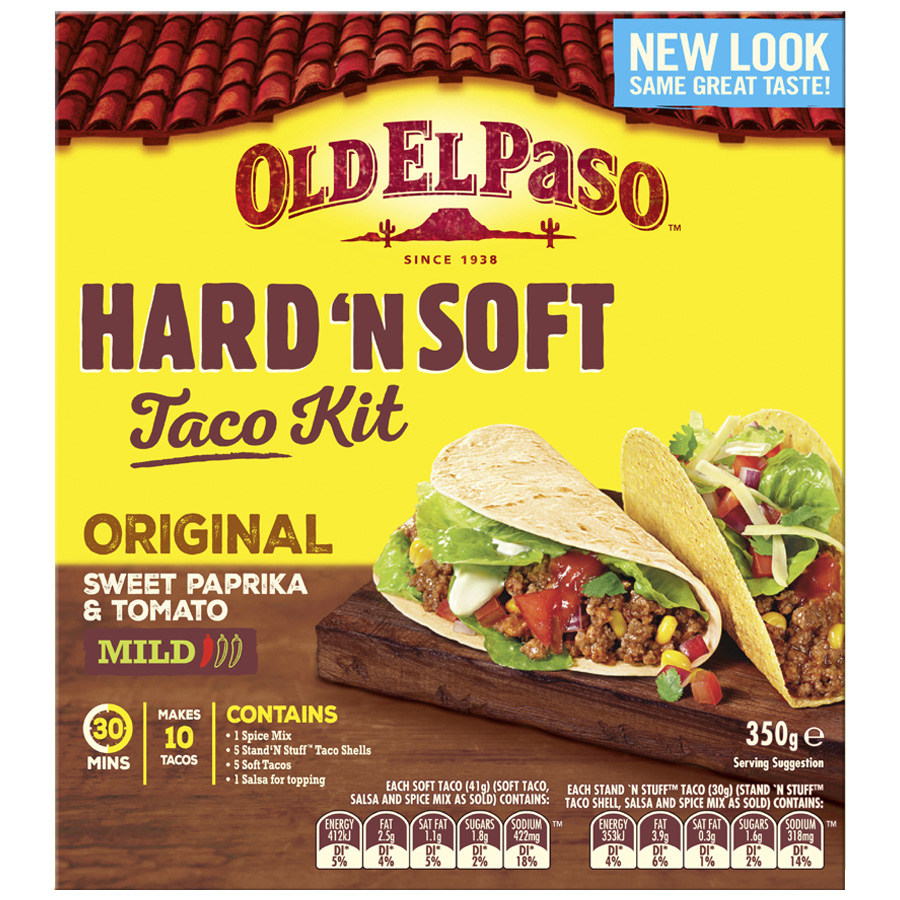 NEW LOOK
SAME GREAT TASTE!
OLD EL PASO™
SINCE 1938
HARD 'N SOFT
Taco Kit
ORIGINAL
SWEET PAPRIKA
& TOMATO
MILD
30
MINS
MAKES
10
TACOS
CONTAINS
• 1 Spice Mix
• 5 Stand'N Stuff™ Taco Shells
• 5 Soft Tacos
• 1 Salsa for topping
350g e
Serving Suggestion
EACH SOFT TACO (41g) (SOFT TACO,
SALSA AND SPICE MIX AS SOLD) CONTAINS:
ENERGY FAT SAT FAT SUGARS SODIUM ™
412kJ 2.5g 1.1g 1.8g 422mg
DI* DI* DI* DI* DI*
5% 4% 5% 2% 18%
EACH STAND 'N STUFF™ TACO (30g) (STAND 'N STUFF™
TACO SHELL, SALSA AND SPICE MIX AS SOLD) CONTAINS:
ENERGY FAT SAT FAT SUGARS SODIUM ™
353kJ 3.9g 0.3g 1.6g 318mg
DI* DI* DI* DI* DI*
4% 6% 1% 2% 14%